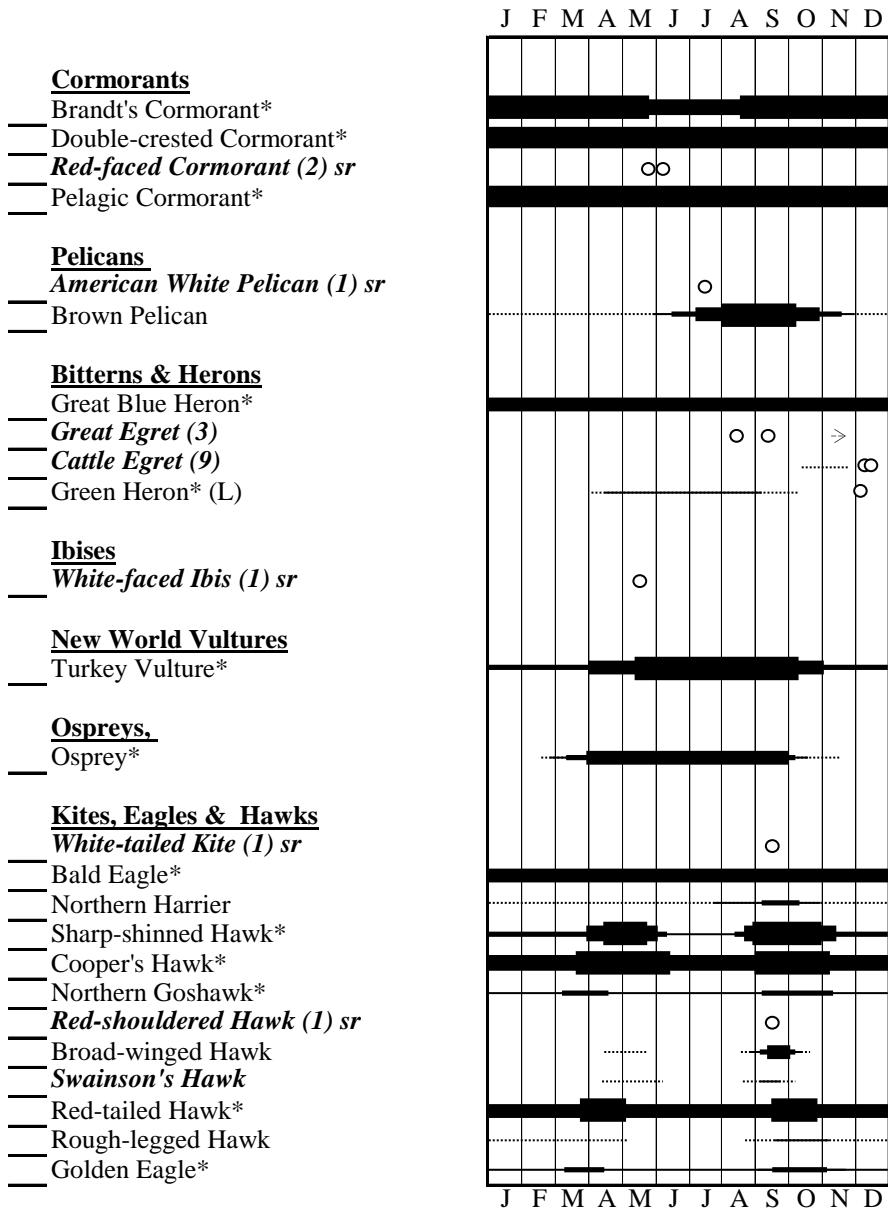 J F M A M J J A S O N D
Cormorants
Brandt's Cormorant*
Double-crested Cormorant*
Red-faced Cormorant (2) sr
Pelagic Cormorant*
Pelicans
American White Pelican (1) sr
Brown Pelican
Bitterns & Herons
Great Blue Heron*
Great Egret (3)
Cattle Egret (9)
Green Heron* (L)
Ibises
White-faced Ibis (1) sr
New World Vultures
Turkey Vulture*
Ospreys,
Osprey*
Kites, Eagles & Hawks
White-tailed Kite (1) sr
Bald Eagle*
Northern Harrier
Sharp-shinned Hawk*
Cooper's Hawk*
Northern Goshawk*
Red-shouldered Hawk (1) sr
Broad-winged Hawk
Swainson's Hawk
Red-tailed Hawk*
Rough-legged Hawk
Golden Eagle*
J F M A M J J A S O N D